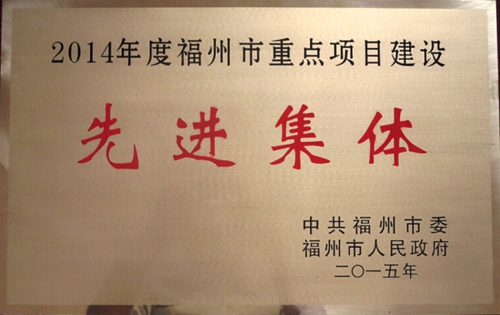 2014年度福州市重点项目建设
先进集体
中共福州市委
福州市人民政府
二〇一五年